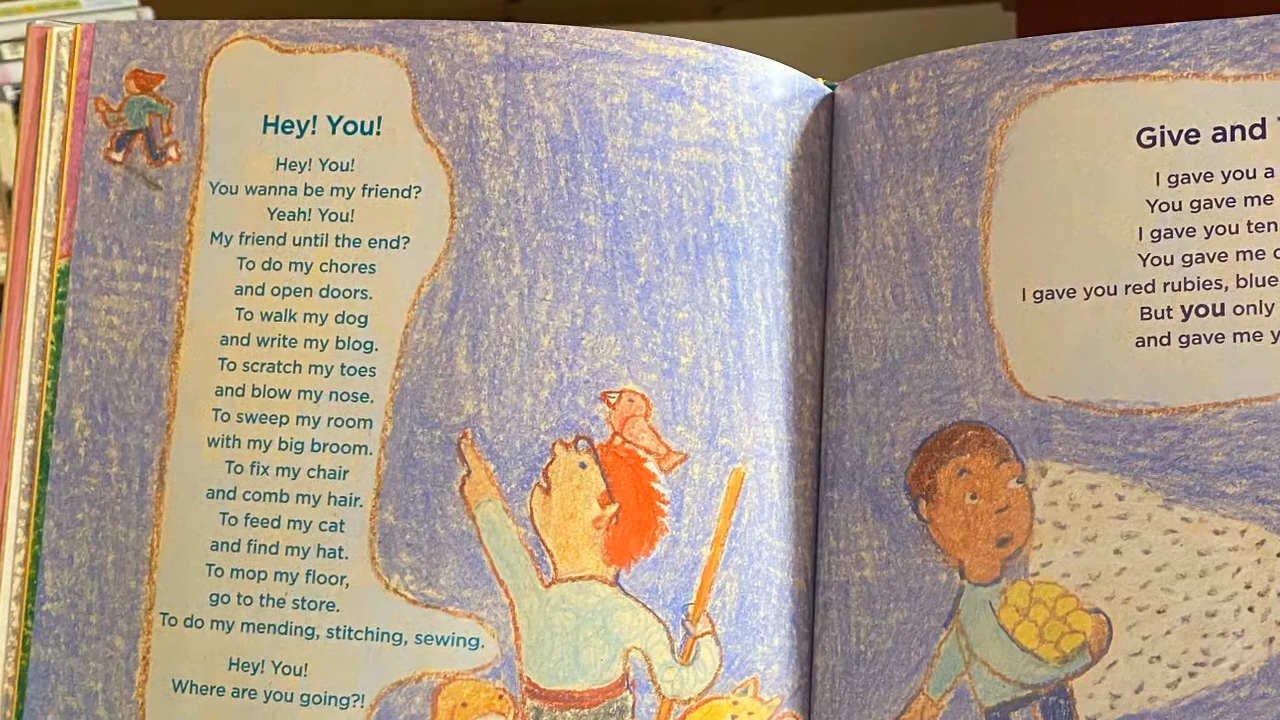 Hey! You!
Hey! You!
You wanna be my friend?
Yeah! You!
My friend until the end?
To do my chores
and open doors.
To walk my dog
and write my blog.
To scratch my toes
and blow my nose.
To sweep my room
with my big broom.
To fix my chair
and comb my hair.
To feed my cat
and find my hat.
To mop my floor,
go to the store.
To do my mending, stitching, sewing.
Hey! You!
Where are you going?!
Give and
I gave you a
You gave me
I gave you ten
You gave me
I gave you red rubies, blue
But you only
and gave me